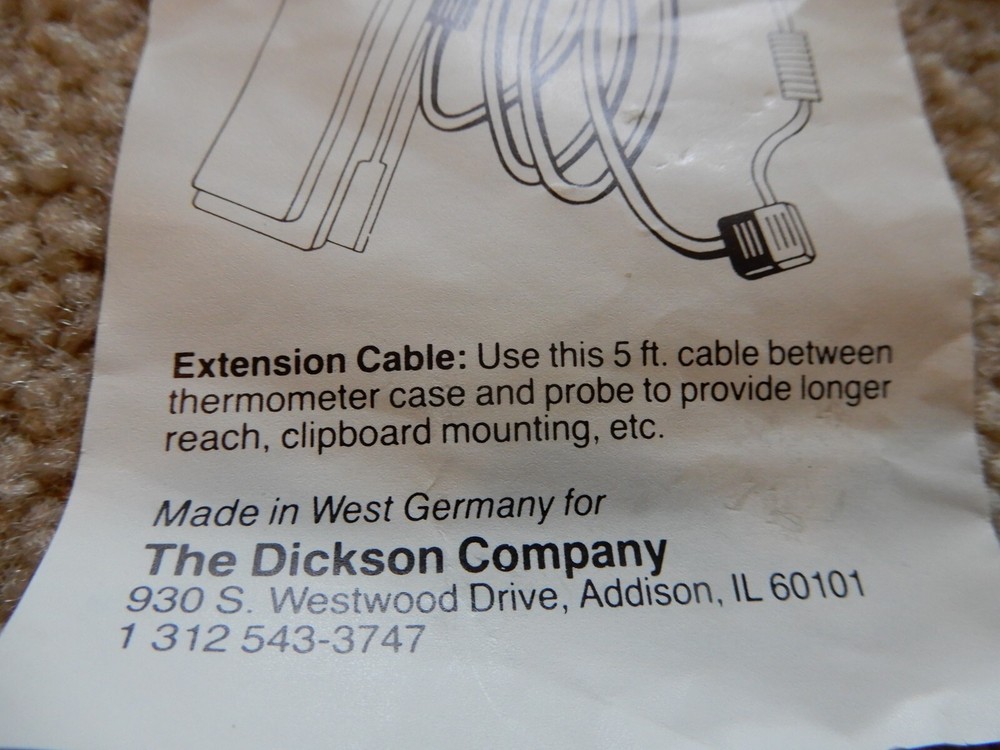 Extension Cable: Use this 5 ft. cable between
thermometer case and probe to provide longer
reach, clipboard mounting, etc.
Made in West Germany for
The Dickson Company
930 S. Westwood Drive, Addison, IL 60101
1 312 543-3747